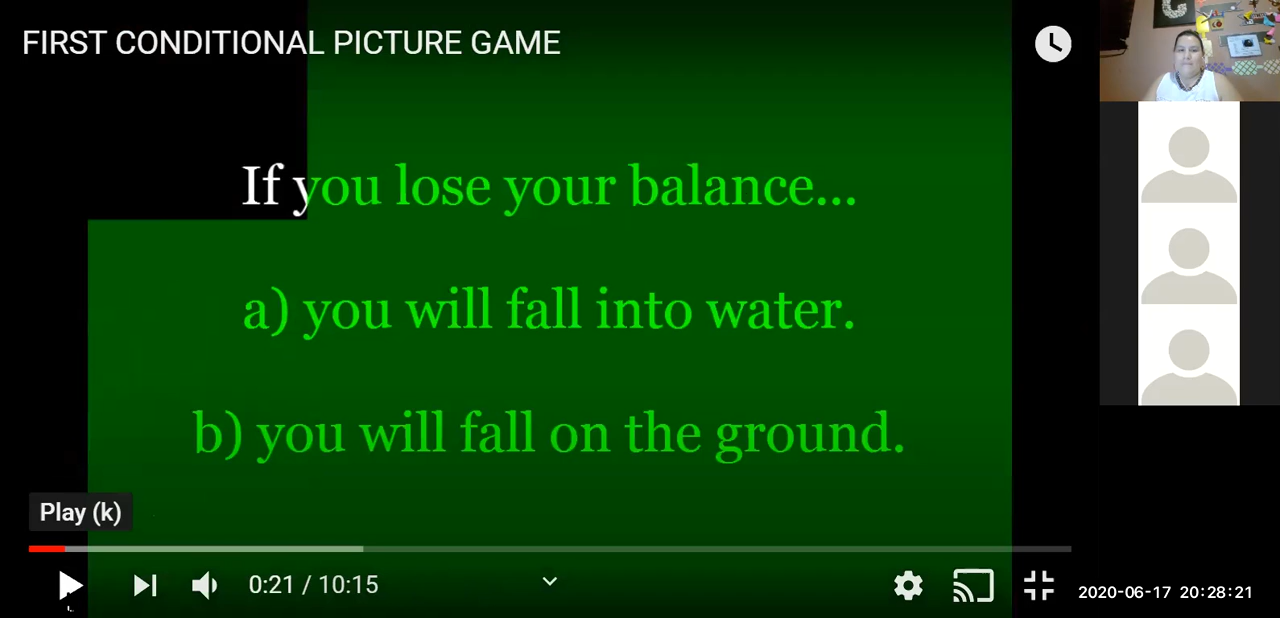 FIRST CONDITIONAL PICTURE GAME
If you lose your balance...
a) you will fall into water.
b) you will fall on the ground.
Play (k)
0:21 / 10:15
2020-06-17 20:28:21